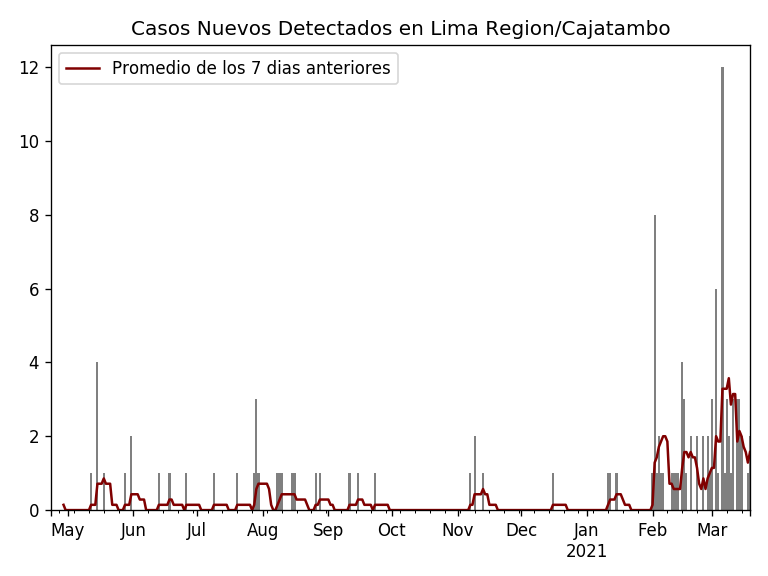 Casos Nuevos Detectados en Lima Region/Cajatambo
Promedio de los 7 dias anteriores
12
10
8
6
4
2
0
May Jun Jul Aug Sep Oct Nov Dec Jan Feb Mar
2021